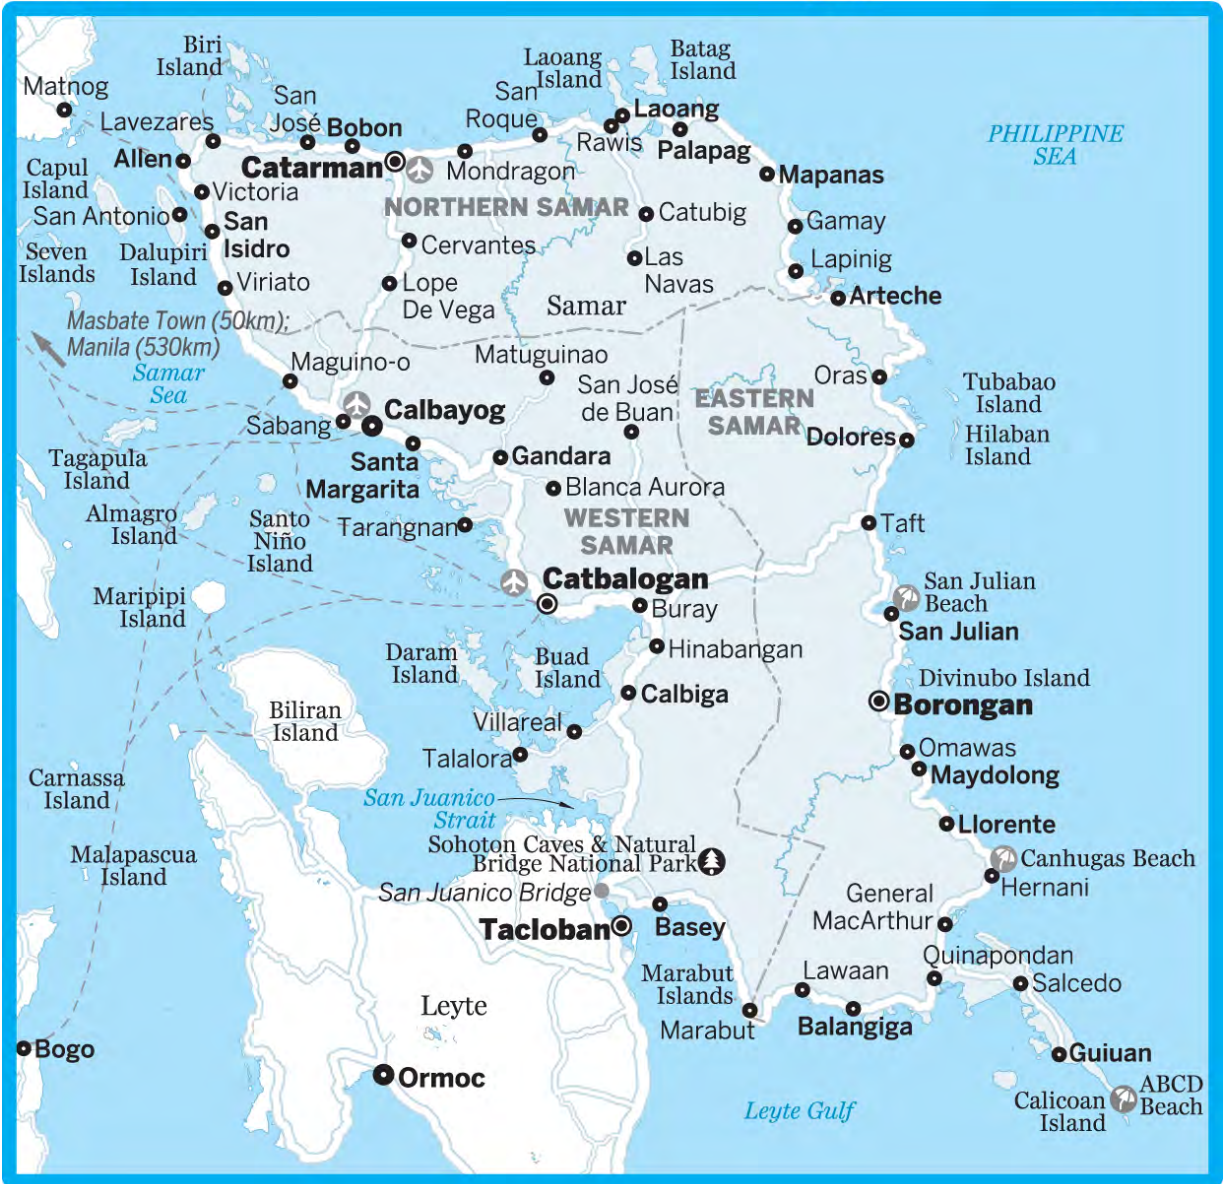 Biri
Island
Matnog
Laoang
Island
Batag
Island
San
José
San
Roque
Lavezares
Bobon
Laoang
Rawis
Palapag
PHILIPPINE
SEA
Allen
Catarman
Mondragon
Mapanas
Capul
Island
Victoria
NORTHERN SAMAR
Catubig
San Antonio
San
Isidro
Gamay
Cervantes
Seven
Islands
Dalupiri
Island
Las
Navas
Lapinig
Viriato
Lope
De Vega
Samar
Arteche
Masbate Town (50km);
Manila (530km)
Samar
Sea
Maguino-o
Matuguinao
San José
de Buan
Oras
Tubabao
Island
EASTERN
SAMAR
Sabang
Calbayog
Dolores
Hilaban
Island
Tagapula
Island
Santa
Margarita
Gandara
Blanca Aurora
Almagro
Island
Santo
Niño
Island
Tarangnan
WESTERN
SAMAR
Taft
Catbalogan
San Julian
Beach
Maripipi
Island
Buray
San Julian
Daram
Island
Buad
Island
Hinabangan
Divinubo Island
Calbiga
Borongan
Biliran
Island
Villareal
Talalora
Omawas
Maydolong
Carnassa
Island
San Juanico
Strait
Llorente
Malapascua
Island
Sohoton Caves & Natural
Bridge National Park
Canhugas Beach
Hernani
San Juanico Bridge
General
MacArthur
Tacloban
Basey
Quinapondan
Marabut
Islands
Lawaan
Salcedo
Leyte
Marabut
Balangiga
Bogo
Guiuan
Ormoc
Calicoan
Island
ABCD
Beach
Leyte Gulf